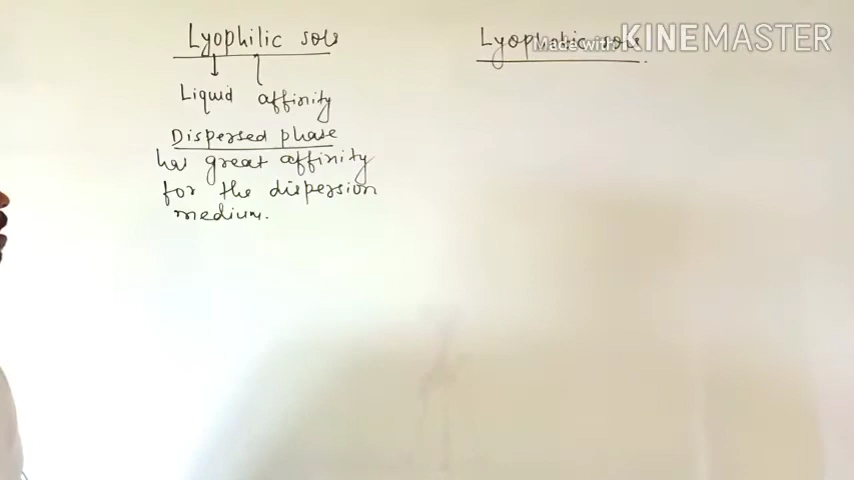 Lyophilic sols
Lyophobic sols
Made with KINEMASTER
Liquid affinity
Dispersed phase
has great affinity
for the dispersion
medium.